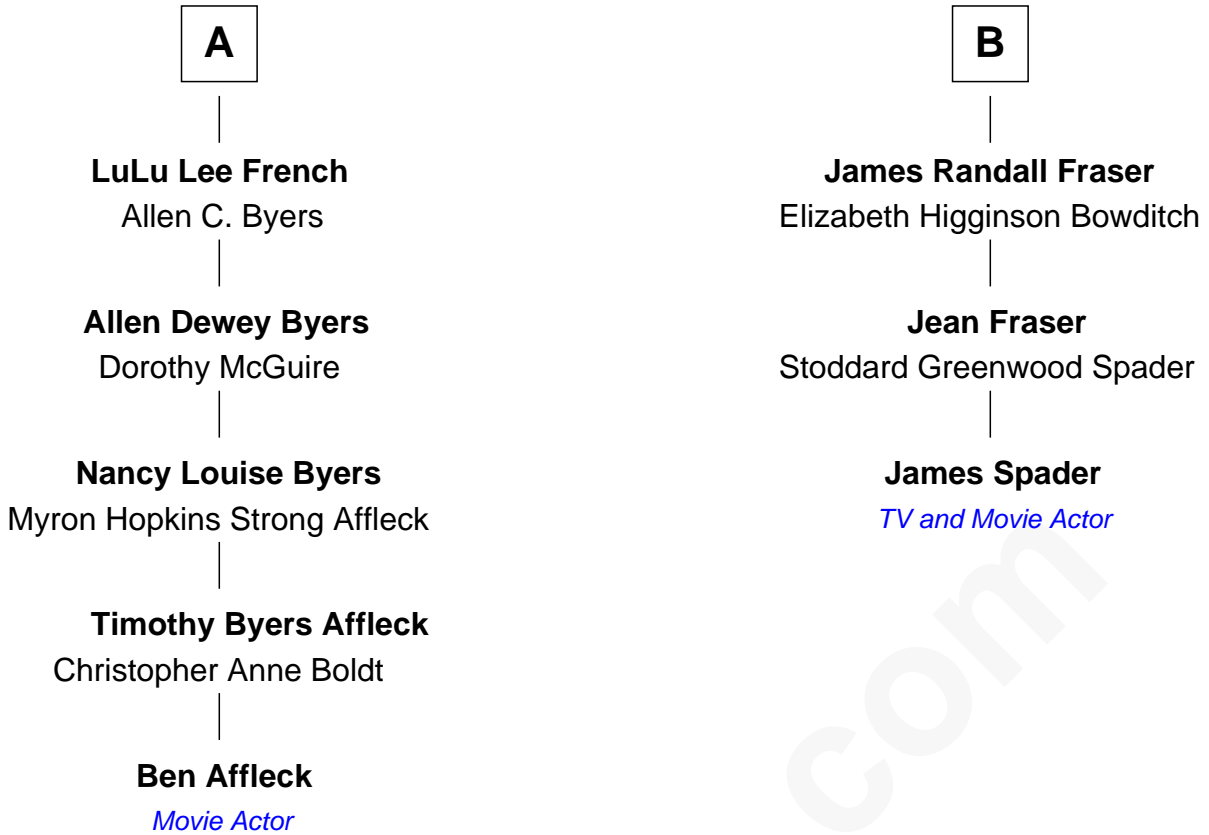 A
LuLu Lee French
Allen C. Byers
Allen Dewey Byers
Dorothy McGuire
Nancy Louise Byers
Myron Hopkins Strong Affleck
Timothy Byers Affleck
Christopher Anne Boldt
Ben Affleck
Movie Actor
B
James Randall Fraser
Elizabeth Higginson Bowditch
Jean Fraser
Stoddard Greenwood Spader
James Spader
TV and Movie Actor
com